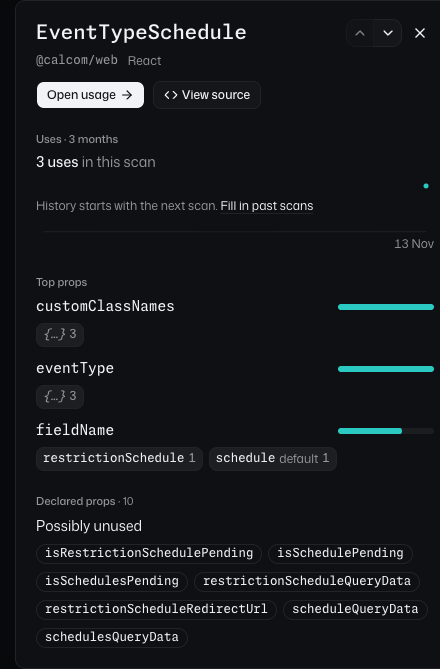 EventTypeSchedule
@calcom/web React
Open usage → <> View source
Uses · 3 months
3 uses in this scan
History starts with the next scan. Fill in past scans
13 Nov
Top props
customClassNames
{…} 3
eventType
{…} 3
fieldName
restrictionSchedule 1 schedule default 1
Declared props · 10
Possibly unused
isRestrictionSchedulePending isSchedulePending
isSchedulesPending restrictionScheduleQueryData
restrictionScheduleRedirectUrl scheduleQueryData
schedulesQueryData